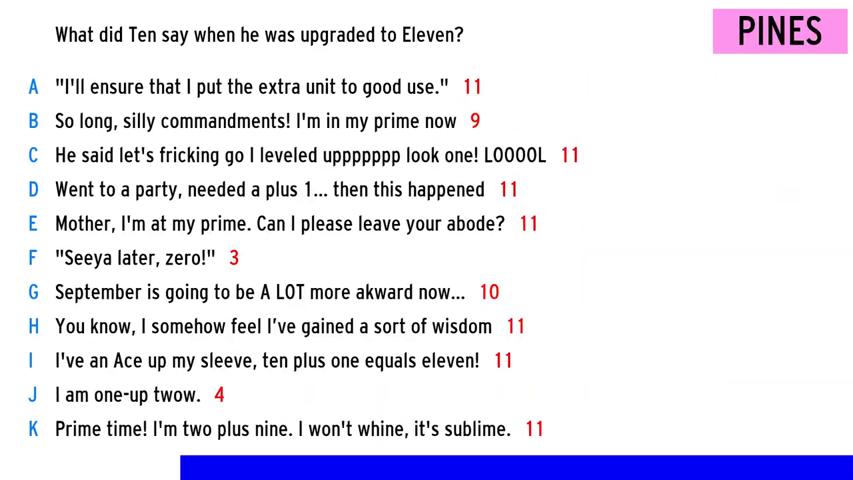 What did Ten say when he was upgraded to Eleven?
PINES
A "I'll ensure that I put the extra unit to good use." 11
B So long, silly commandments! I'm in my prime now 9
C He said let's fricking go I leveled uppppppp look one! LOOOOL 11
D Went to a party, needed a plus 1... then this happened 11
E Mother, I'm at my prime. Can I please leave your abode? 11
F "Seeya later, zero!" 3
G September is going to be A LOT more akward now... 10
H You know, I somehow feel I've gained a sort of wisdom 11
I I've an Ace up my sleeve, ten plus one equals eleven! 11
J I am one-up twow. 4
K Prime time! I'm two plus nine. I won't whine, it's sublime. 11